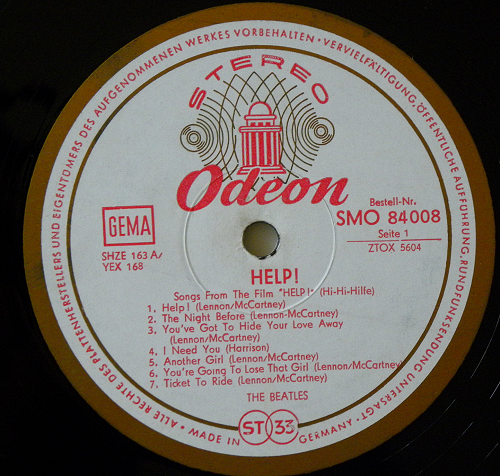 ALLE RECHTE DES PLATTENHERSTELLERS UND EIGENTÜMERS DES AUFGENOMMENEN WERKES VORBEHALTEN · VERVIELFÄLTIGUNG, ÖFFENTLICHE AUFFÜHRUNG, RUNDFUNKSENDUNG UNTERSAGT ·
STEREO
Odeon
GEMA
SHZE 163 A/
YEX 168
Bestell-Nr.
SMO 84008
Seite 1
ZTOX 5604
HELP!
Songs From The Film "HELP!" (Hi-Hi-Hilfe)
1. Help! (Lennon/McCartney)
2. The Night Before (Lennon-McCartney)
3. You've Got To Hide Your Love Away
(Lennon/McCartney)
4. I Need You (Harrison)
5. Another Girl (Lennon/McCartney)
6. You're Going To Lose That Girl (Lennon/McCartney)
7. Ticket To Ride (Lennon/McCartney)
THE BEATLES
MADE IN GERMANY
ST 33